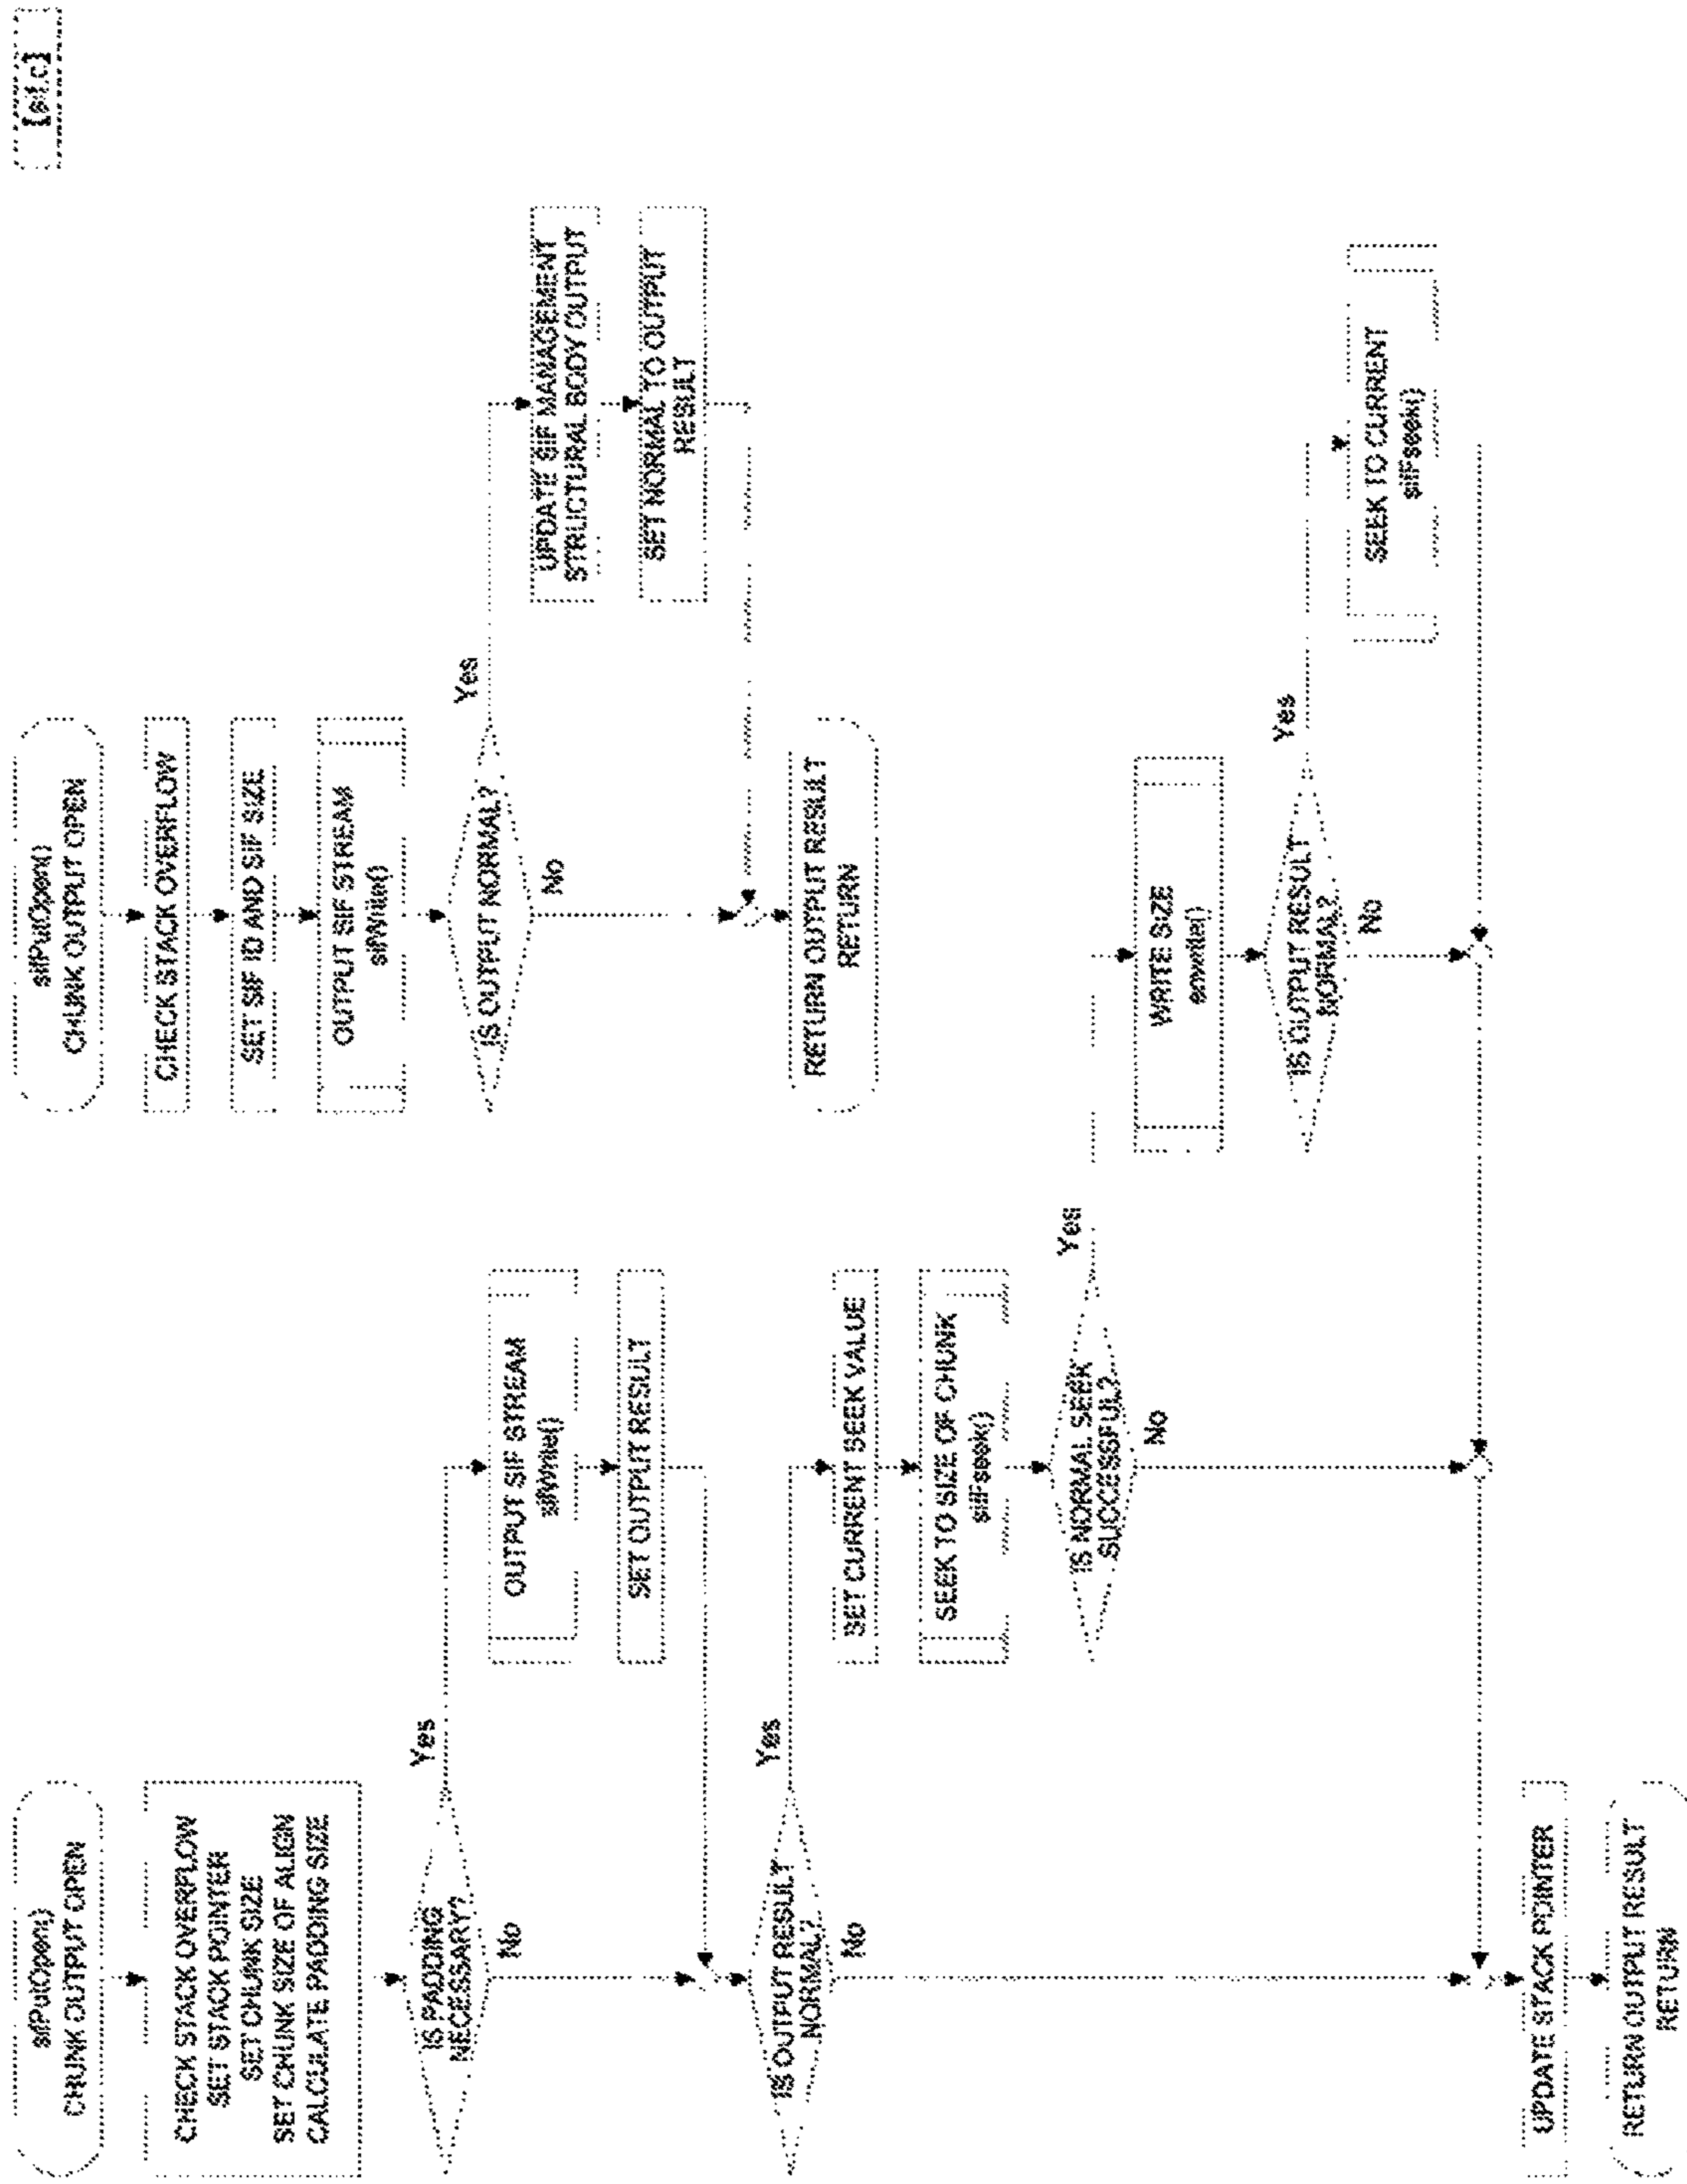 [sif.c]
sifPutOpen()
CHUNK OUTPUT OPEN
CHECK STACK OVERFLOW
SET STACK POINTER
SET CHUNK SIZE
SET CHUNK SIZE OF ALIGN
CALCULATE PADDING SIZE
IS PADDING
NECESSARY?
Yes
No
OUTPUT SIF STREAM
sifWrite()
SET OUTPUT RESULT
IS OUTPUT RESULT
NORMAL?
Yes
No
SET CURRENT SEEK VALUE
SEEK TO SIZE OF CHUNK
sifFseek()
IS NORMAL SEEK
SUCCESSFUL?
Yes
No
WRITE SIZE
IS OUTPUT RESULT
NORMAL?
Yes
No
SEEK TO CURRENT
sifFseek()
UPDATE STACK POINTER
RETURN OUTPUT RESULT
RETURN
sifPutOpen()
CHUNK OUTPUT OPEN
CHECK STACK OVERFLOW
SET SIF ID AND SIF SIZE
OUTPUT SIF STREAM
sifWrite()
IS OUTPUT NORMAL?
Yes
No
UPDATE SIF MANAGEMENT
STRUCTURAL BODY OUTPUT
SET NORMAL TO OUTPUT
RESULT
RETURN OUTPUT RESULT
RETURN